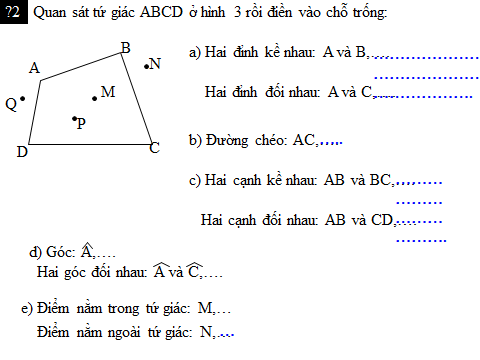 ?2 Quan sát tứ giác ABCD ở hình 3 rồi điền vào chỗ trống:
B
N
A
M
Q
P
D
C
a) Hai đỉnh kề nhau: A và B,......................
......................
Hai đỉnh đối nhau: A và C,......................
b) Đường chéo: AC,.....
c) Hai cạnh kề nhau: AB và BC,..........
..........
Hai cạnh đối nhau: AB và CD,..........
...........
d) Góc: Â,....
Hai góc đối nhau: Â và Ĉ,....
e) Điểm nằm trong tứ giác: M,...
Điểm nằm ngoài tứ giác: N,....